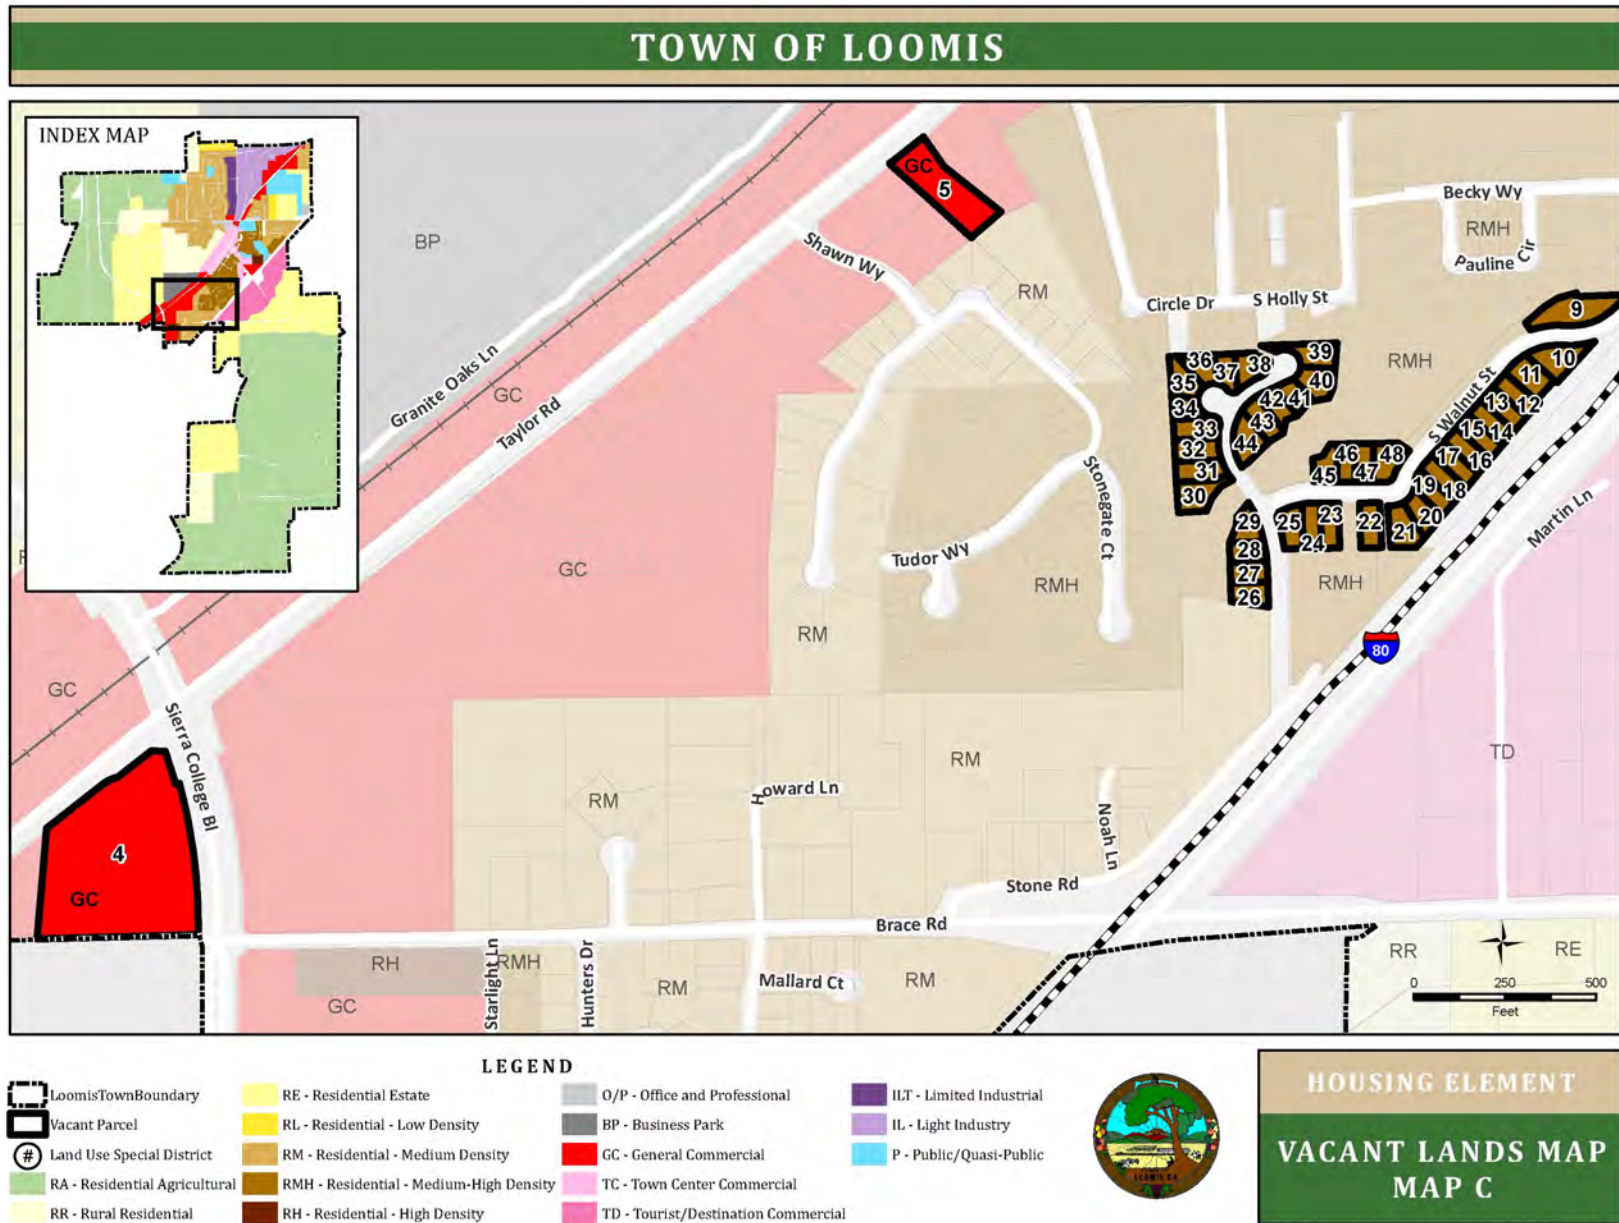 TOWN OF LOOMIS
INDEX MAP
BP
GC
5
Shawn Wy
RM
Becky Wy
RMH
Pauline Cir
Circle Dr
S Holly St
9
Granite Oaks Ln
GC
Taylor Rd
36
37
38
39
35
40
34
42
41
33
43
32
44
31
30
RMH
S Walnut St
10
11
13
12
15
14
46
48
17
16
45
47
19
18
29
25
23
22
21
20
28
24
27
26
Martin Ln
Stonegate Ct
Tudor Wy
GC
RMH
RMH
RM
80
GC
Sierra College Bl
4
GC
RM
Howard Ln
RM
Noah Ln
TD
Stone Rd
Brace Rd
RH
Starlight Ln
RMH
Hunters Dr
RM
Mallard Ct
RM
GC
RR
RE
0 250 500
Feet
LEGEND
LoomisTownBoundary
Vacant Parcel
# Land Use Special District
RA - Residential Agricultural
RR - Rural Residential
RE - Residential Estate
RL - Residential - Low Density
RM - Residential - Medium Density
RMH - Residential - Medium-High Density
RH - Residential - High Density
O/P - Office and Professional
BP - Business Park
GC - General Commercial
TC - Town Center Commercial
TD - Tourist/Destination Commercial
ILT - Limited Industrial
IL - Light Industry
P - Public/Quasi-Public
HOUSING ELEMENT
VACANT LANDS MAP
MAP C